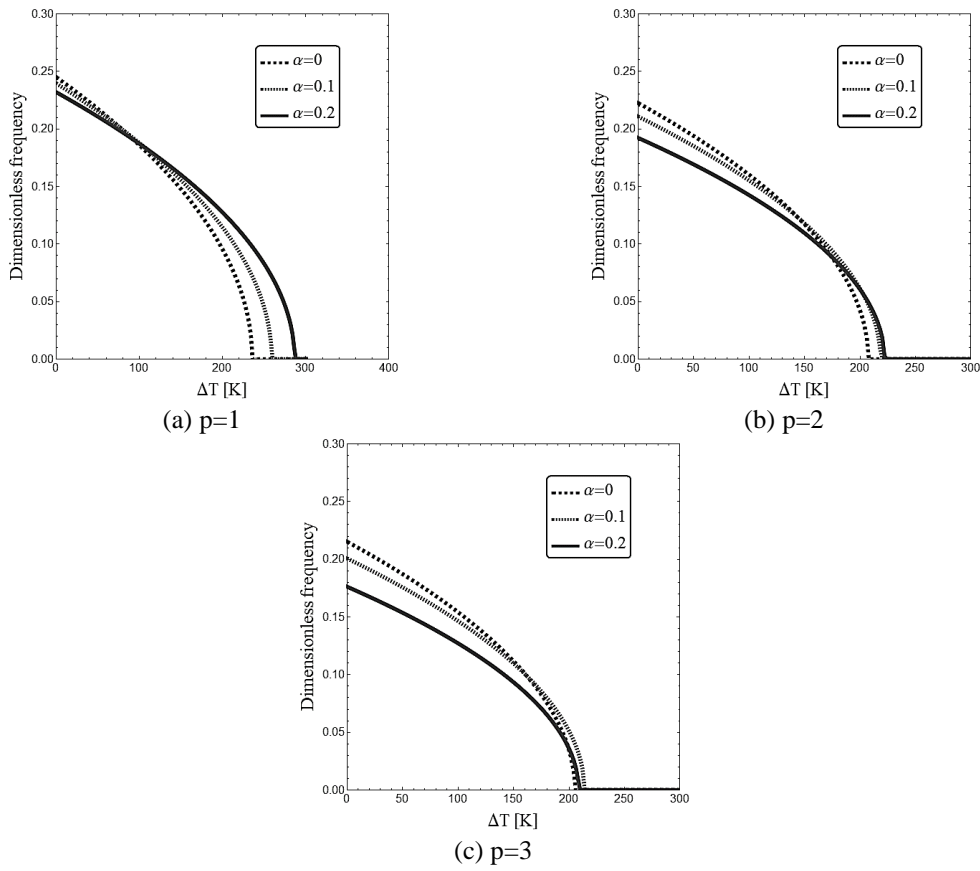 0.30
0.25
0.20
0.15
0.10
0.05
0.00
Dimensionless frequency
α=0
α=0.1
α=0.2
0 100 200 300 400
ΔT [K]
(a) p=1
0.30
0.25
0.20
0.15
0.10
0.05
0.00
Dimensionless frequency
α=0
α=0.1
α=0.2
0 50 100 150 200 250 300
ΔT [K]
(b) p=2
0.30
0.25
0.20
0.15
0.10
0.05
0.00
Dimensionless frequency
α=0
α=0.1
α=0.2
0 50 100 150 200 250 300
ΔT [K]
(c) p=3